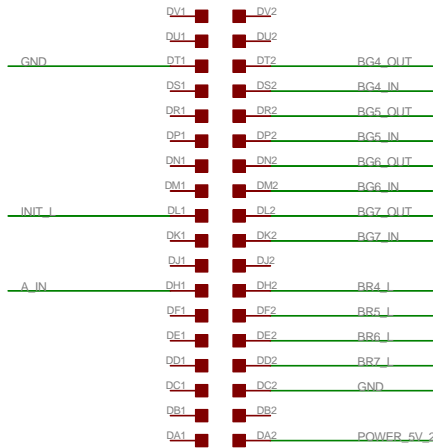 DV1 DV2
DU1 DU2
GND DT1 DT2 BG4_OUT
DS1 DS2 BG4_IN
DR1 DR2 BG5_OUT
DP1 DP2 BG5_IN
DN1 DN2 BG6_OUT
DM1 DM2 BG6_IN
INIT_L DL1 DL2 BG7_OUT
DK1 DK2 BG7_IN
DJ1 DJ2
A_IN DH1 DH2 BR4_L
DF1 DF2 BR5_L
DE1 DE2 BR6_L
DD1 DD2 BR7_L
DC1 DC2 GND
DB1 DB2
DA1 DA2 POWER_5V_2